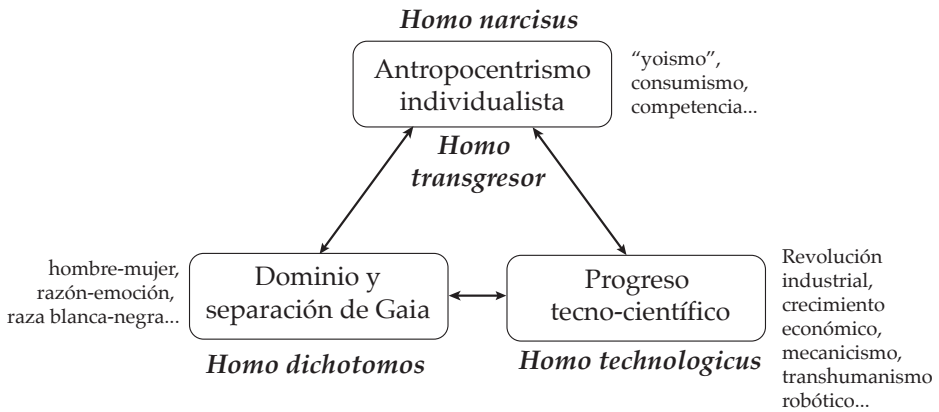 Homo narcisus
Antropocentrismo
individualista
“yoismo”,
consumismo,
competencia...
Homo
transgresor
hombre-mujer,
razón-emoción,
raza blanca-negra...
Dominio y
separación de Gaia
Homo dichotomos
Progreso
tecno-científico
Homo technologicus
Revolución
industrial,
crecimiento
económico,
mecanicismo,
transhumanismo
robótico...